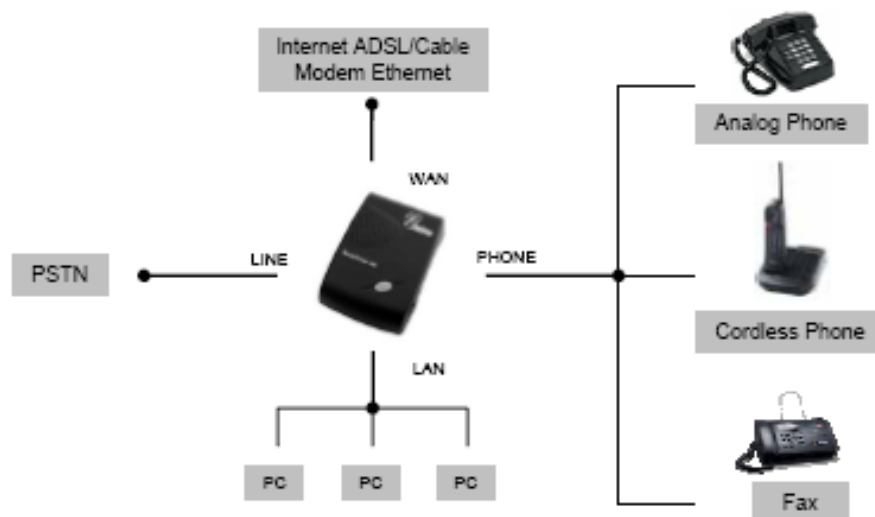 Internet ADSL/Cable
Modem Ethernet
Analog Phone
WAN
LINE
PHONE
PSTN
Cordless Phone
LAN
PC
PC
PC
Fax